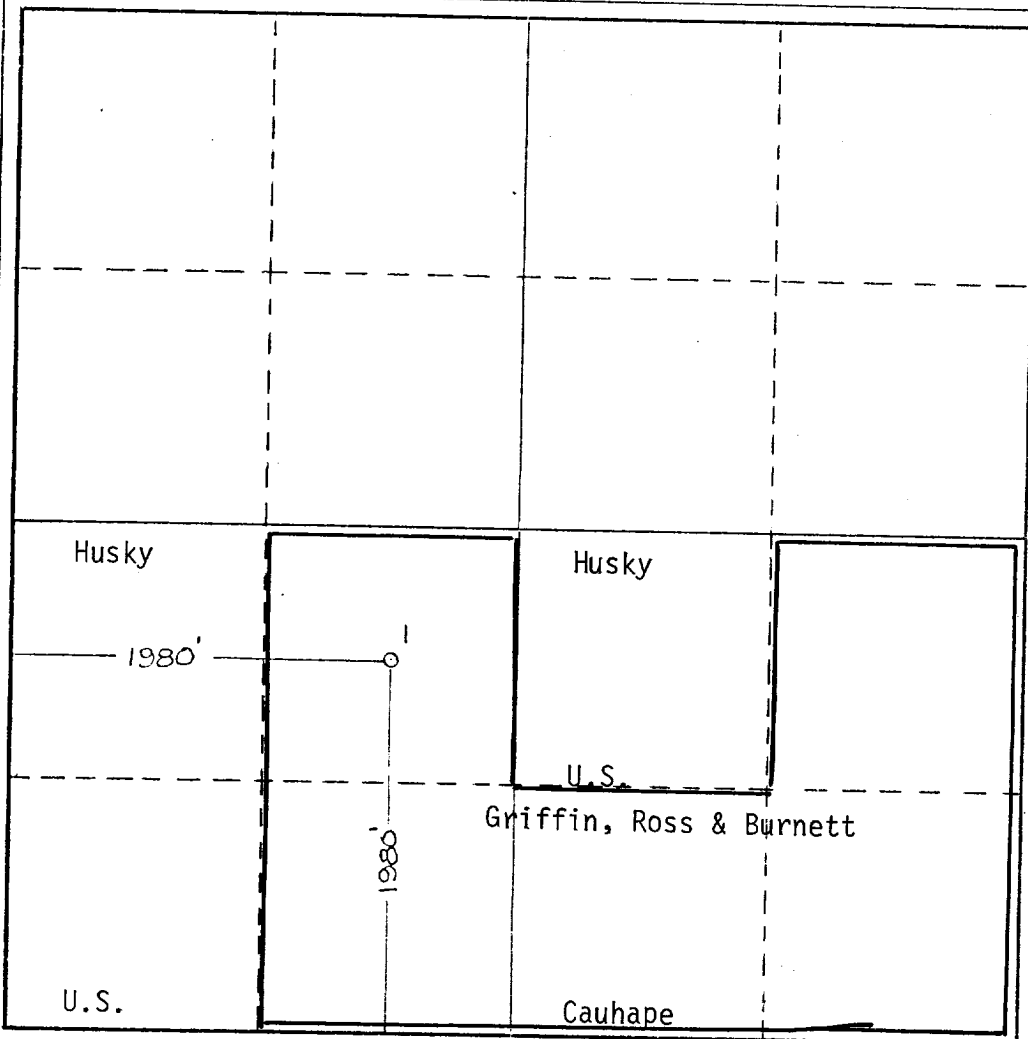 Husky
Husky
1
1980'
U.S.
Griffin, Ross & Burnett
1980'
U.S.
Cauhape